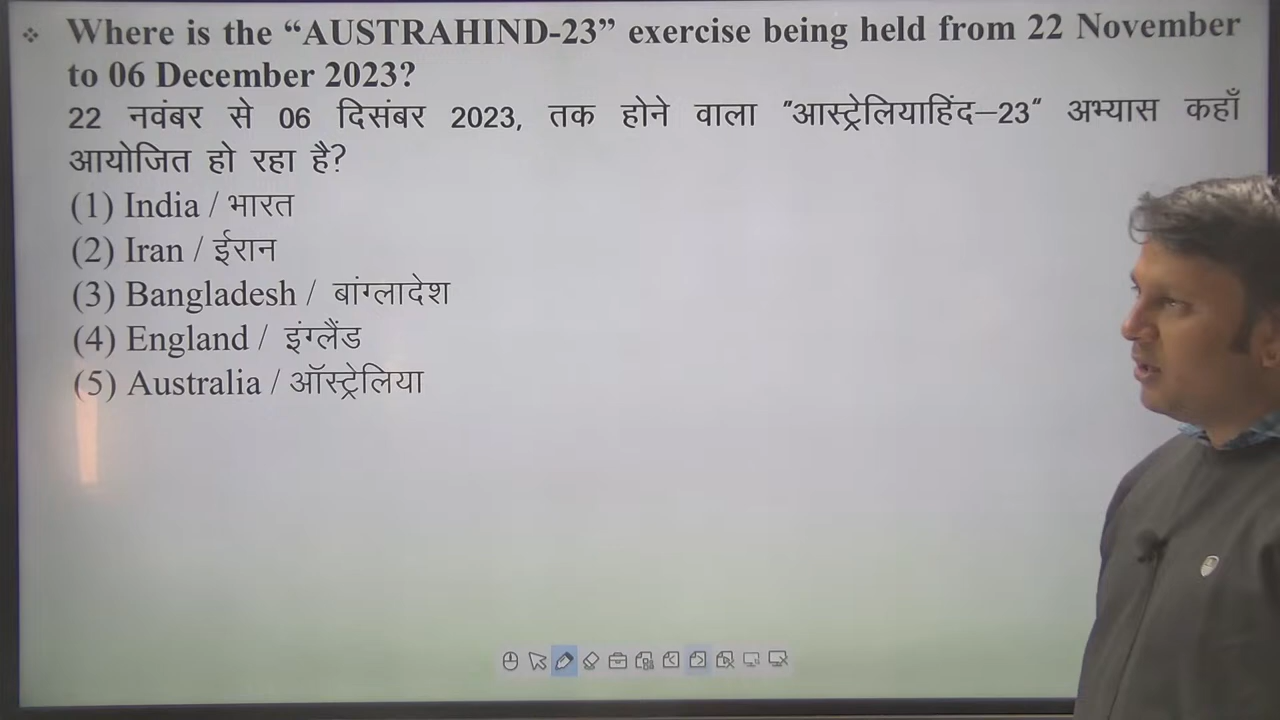 ❖ Where is the “AUSTRAHIND-23” exercise being held from 22 November
to 06 December 2023?
22 नवंबर से 06 दिसंबर 2023, तक होने वाला "आस्ट्रेलियाहिंद–23" अभ्यास कहाँ
आयोजित हो रहा है?
(1) India / भारत
(2) Iran / ईरान
(3) Bangladesh / बांग्लादेश
(4) England / इंग्लैंड
(5) Australia / ऑस्ट्रेलिया